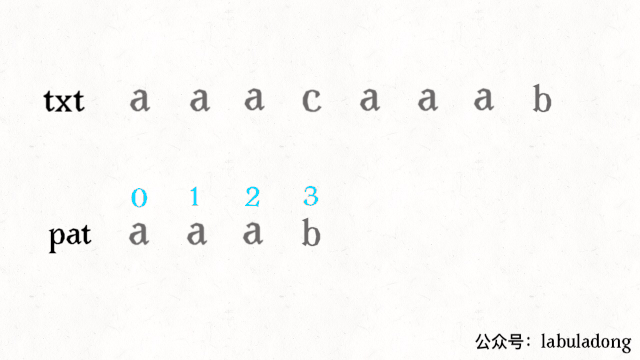 txt a a a c a a a b
0 1 2 3
pat a a a b
公众号：labuladong